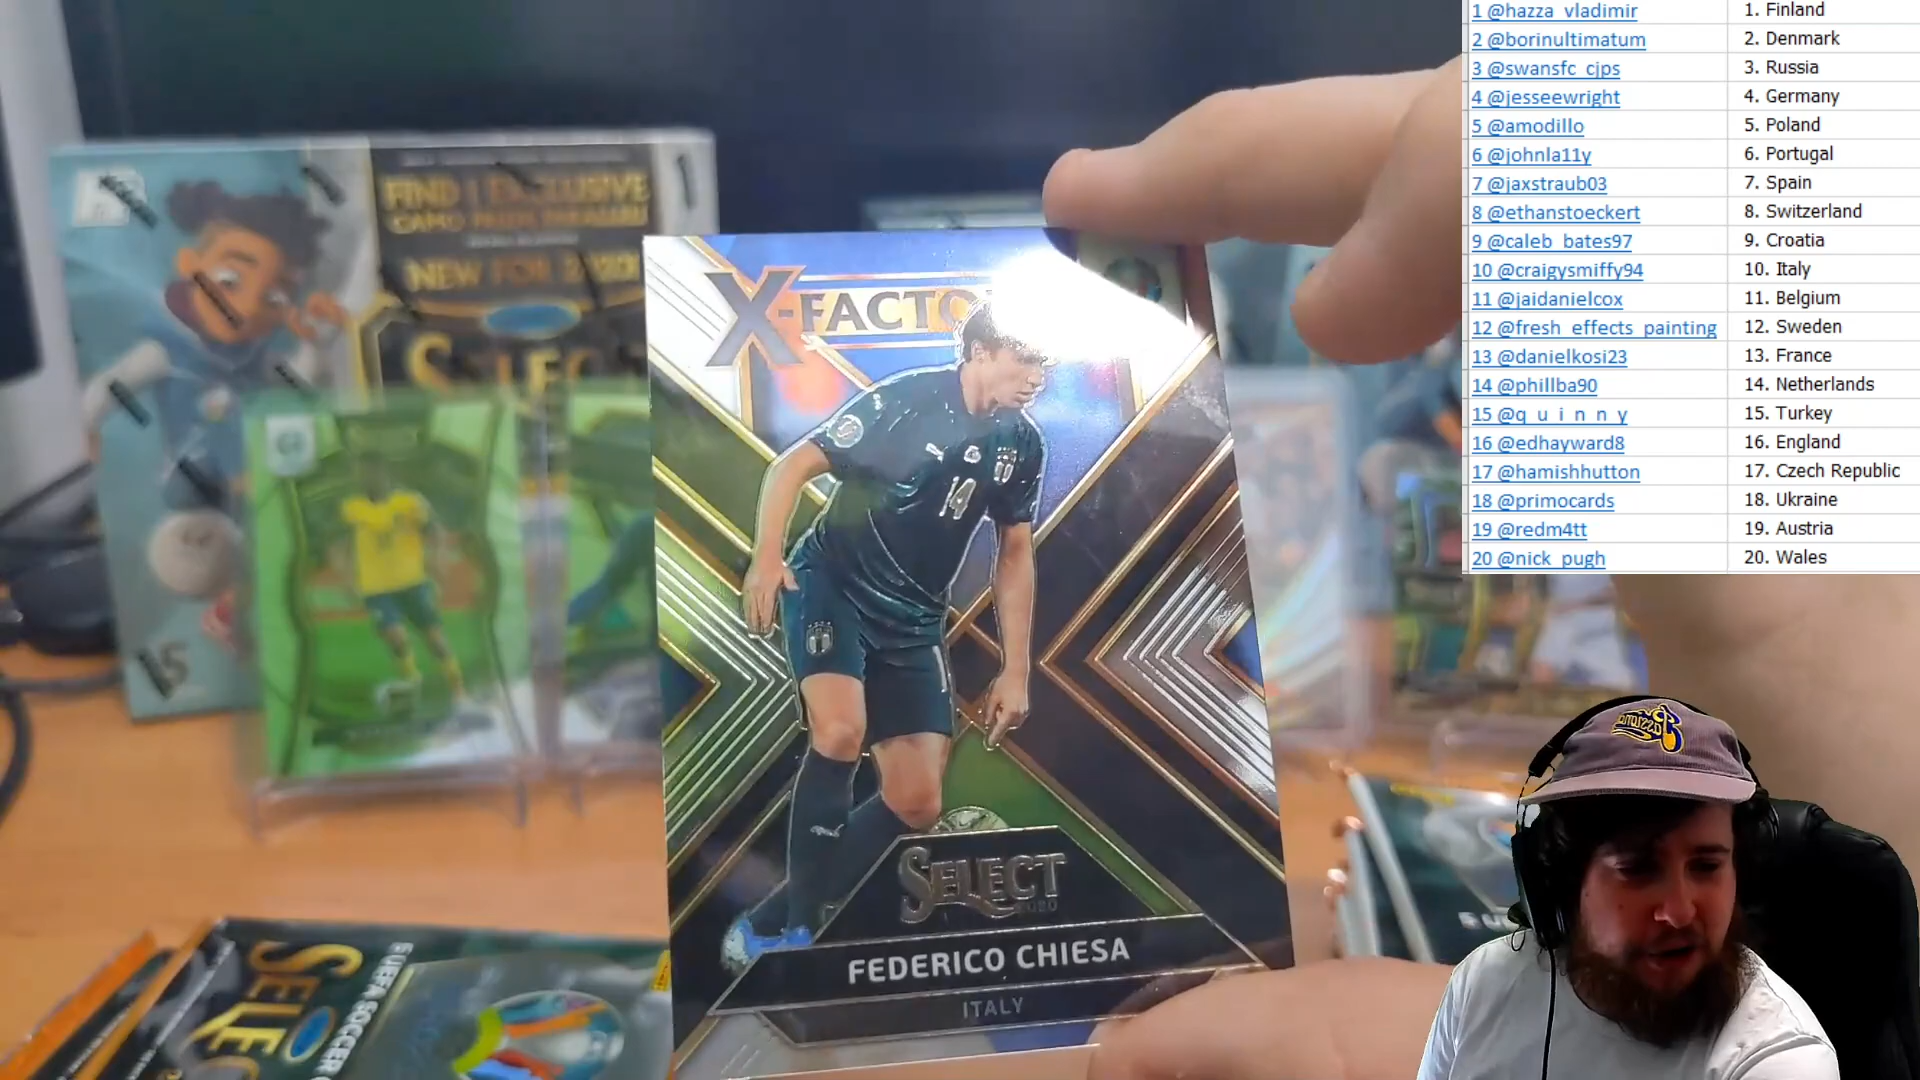 1 @hazza_vladimir 1. Finland
2 @borinultimatum 2. Denmark
3 @swansfc_cjps 3. Russia
4 @jesseewright 4. Germany
5 @amodillo 5. Poland
6 @johnla11y 6. Portugal
7 @jaxstraub03 7. Spain
8 @ethanstoeckert 8. Switzerland
9 @caleb_bates97 9. Croatia
10 @craigysmiffy94 10. Italy
11 @jaidanielcox 11. Belgium
12 @fresh_effects_painting 12. Sweden
13 @danielkosi23 13. France
14 @phillba90 14. Netherlands
15 @q_u_i_n_n_y 15. Turkey
16 @edhayward8 16. England
17 @hamishhutton 17. Czech Republic
18 @primocards 18. Ukraine
19 @redm4tt 19. Austria
20 @nick_pugh 20. Wales
FIND 1 EXCLUSIVE
NEW FOR
SELECT
X-FACTO
14
SELECT
2020
FEDERICO CHIESA
ITALY
SELEC
UEFA SOCCER